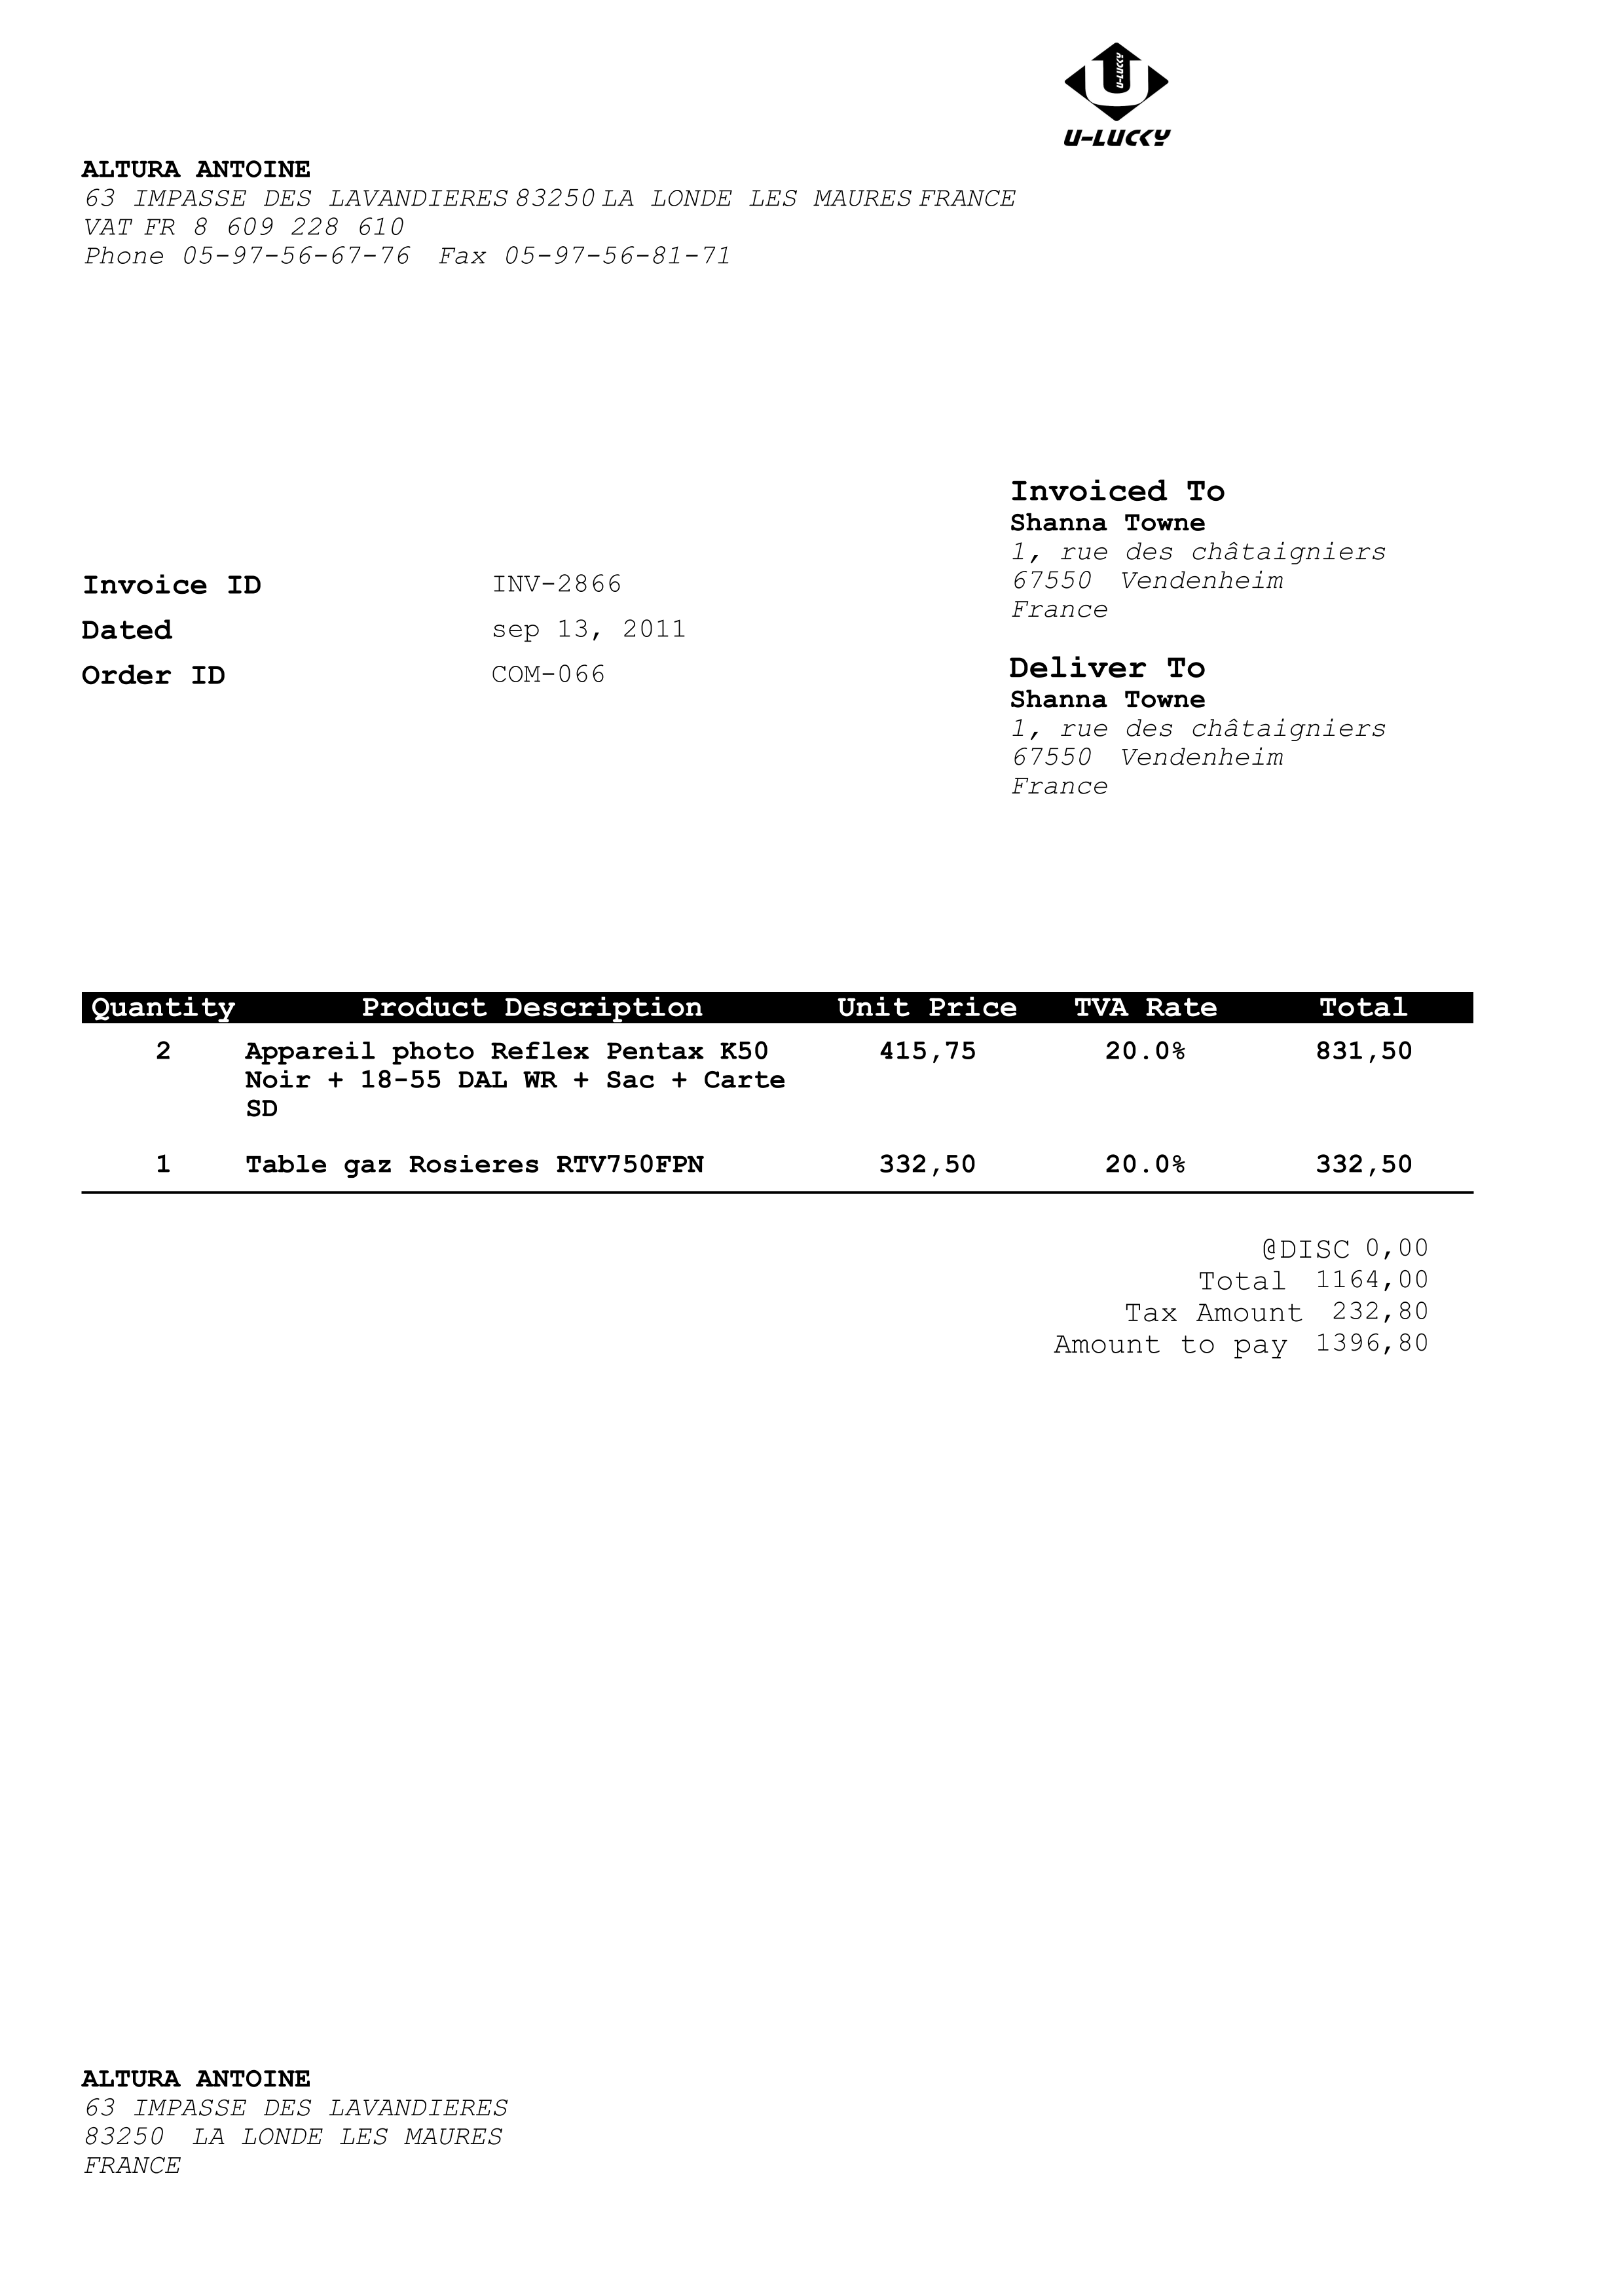 U-LUCKY
U-LUCKY
ALTURA ANTOINE
63 IMPASSE DES LAVANDIERES 83250 LA LONDE LES MAURES FRANCE
VAT FR 8 609 228 610
Phone 05-97-56-67-76 Fax 05-97-56-81-71
Invoiced To
Shanna Towne
1, rue des châtaigniers
67550 Vendenheim
France
Invoice ID INV-2866
Dated sep 13, 2011
Order ID COM-066
Deliver To
Shanna Towne
1, rue des châtaigniers
67550 Vendenheim
France
Quantity Product Description Unit Price TVA Rate Total
2 Appareil photo Reflex Pentax K50 415,75 20.0% 831,50
Noir + 18-55 DAL WR + Sac + Carte
SD
1 Table gaz Rosieres RTV750FPN 332,50 20.0% 332,50
@DISC 0,00
Total 1164,00
Tax Amount 232,80
Amount to pay 1396,80
ALTURA ANTOINE
63 IMPASSE DES LAVANDIERES
83250 LA LONDE LES MAURES
FRANCE